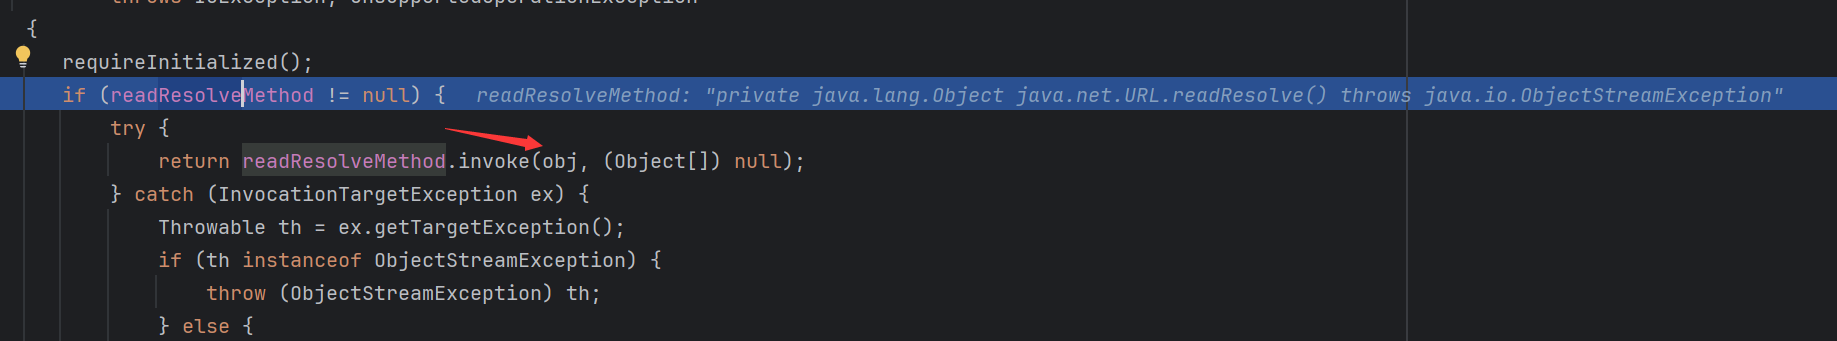 throws IOException, UnsupportedOperationException
{
requireInitialized();
if (readResolveMethod != null) { readResolveMethod: "private java.lang.Object java.net.URL.readResolve() throws java.io.ObjectStreamException"
try {
return readResolveMethod.invoke(obj, (Object[]) null);
} catch (InvocationTargetException ex) {
Throwable th = ex.getTargetException();
if (th instanceof ObjectStreamException) {
throw (ObjectStreamException) th;
} else {